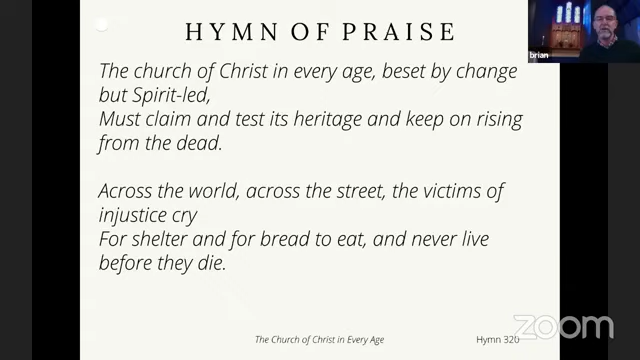 HYMN OF PRAISE
The church of Christ in every age, beset by change
but Spirit-led,
Must claim and test its heritage and keep on rising
from the dead.
Across the world, across the street, the victims of
injustice cry
For shelter and for bread to eat, and never live
before they die.
The Church of Christ in Every Age
Hymn 320
brian
zoom